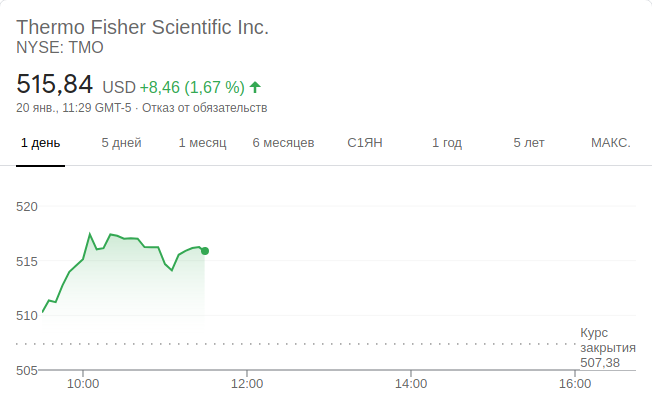 Thermo Fisher Scientific Inc.
NYSE: TMO
515,84 USD +8,46 (1,67 %)
20 янв., 11:29 GMT-5 · Отказ от обязательств
1 день 5 дней 1 месяц 6 месяцев С1ЯН 1 год 5 лет МАКС.
520
515
510
Курс
закрытия
507,38
505
10:00 12:00 14:00 16:00